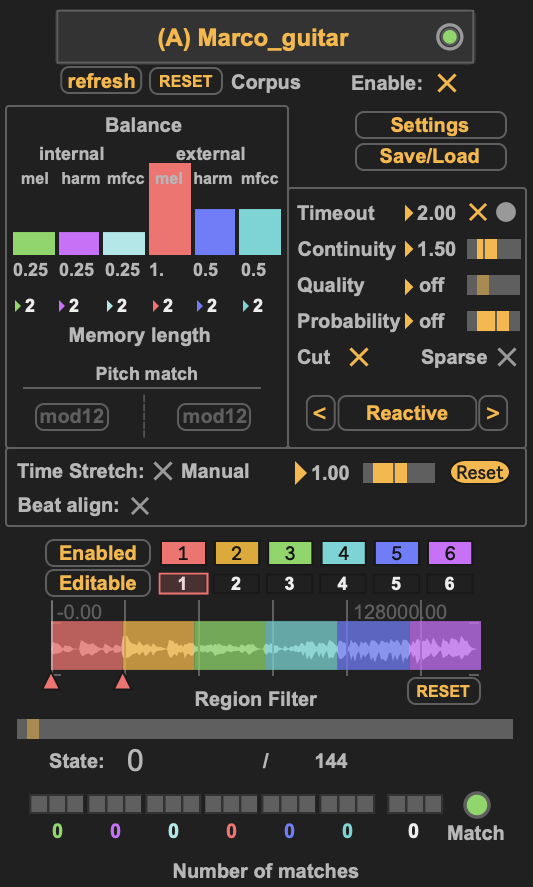 (A) Marco_guitar
refresh RESET Corpus Enable:
Balance
internal external
mel harm mfcc mel harm mfcc
0.25 0.25 0.25 1. 0.5 0.5
2 2 2 2 2 2
Memory length
Pitch match
mod12 mod12
Settings
Save/Load
Timeout 2.00
Continuity 1.50
Quality off
Probability off
Cut Sparse
< Reactive >
Time Stretch: Manual 1.00 Reset
Beat align:
Enabled 1 2 3 4 5 6
Editable 1 2 3 4 5 6
-0.00 128000.00
Region Filter RESET
State: 0 / 144
0 0 0 0 0 0 0 Match
Number of matches